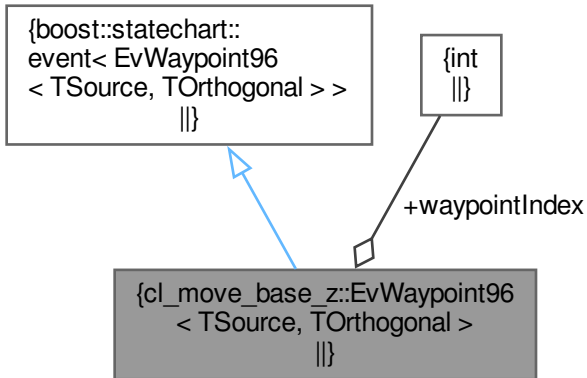 {boost::statechart::
event< EvWaypoint96
< TSource, TOrthogonal > >
||}
{int
||}
+waypointIndex
{cl_move_base_z::EvWaypoint96
< TSource, TOrthogonal >
||}